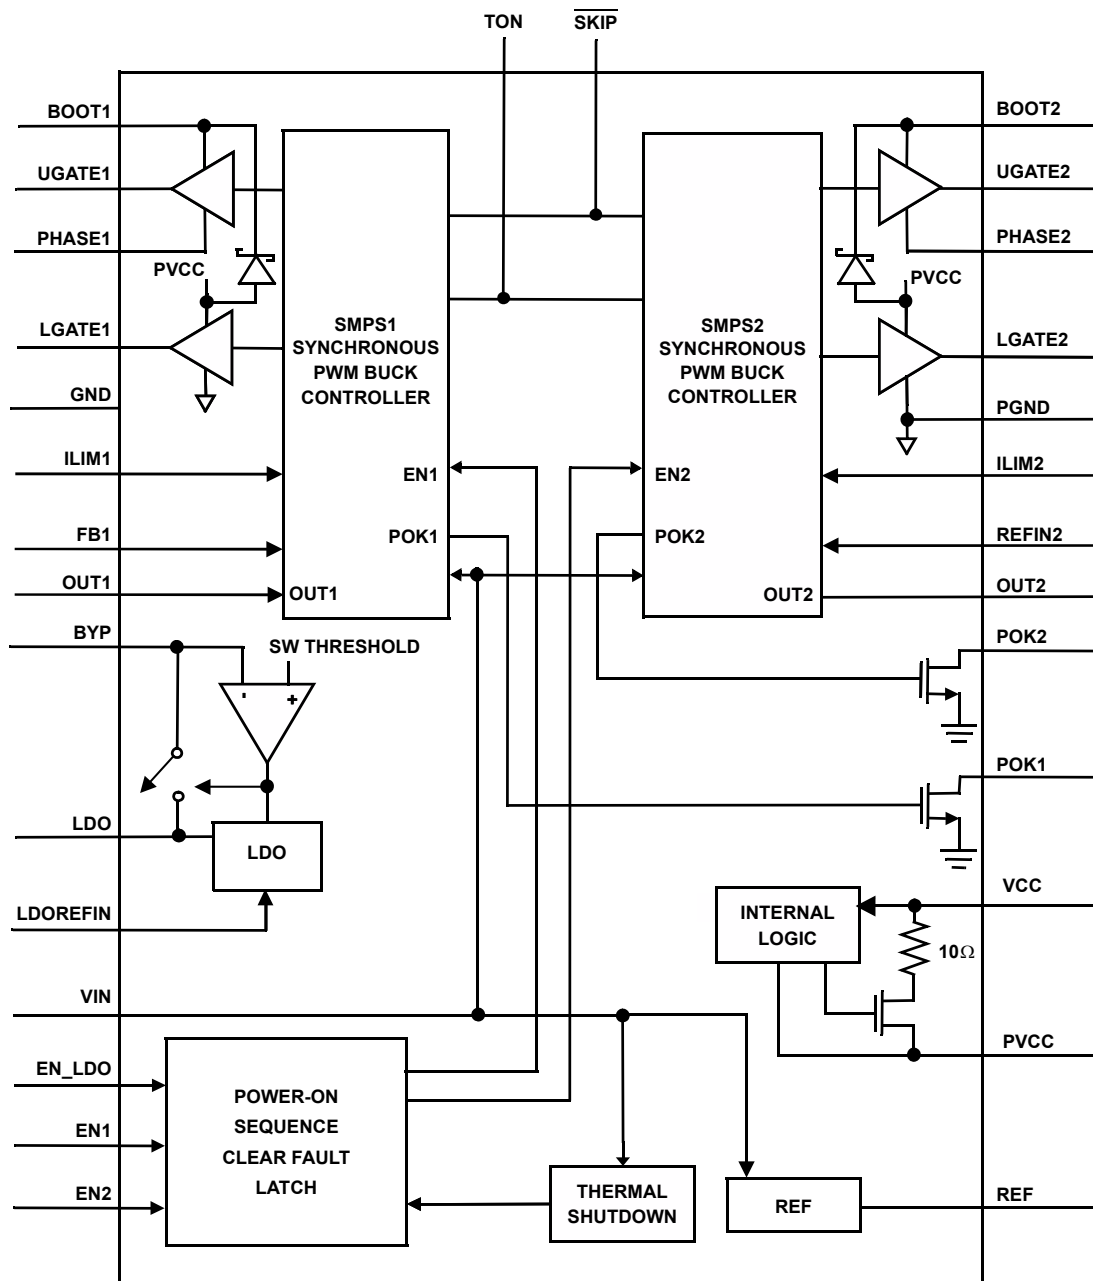 TON
SKIP
BOOT1
UGATE1
PHASE1
PVCC
LGATE1
GND
ILIM1
FB1
OUT1
BYP
LDO
LDOREFIN
VIN
EN_LDO
EN1
EN2
SMPS1
SYNCHRONOUS
PWM BUCK
CONTROLLER
EN1
POK1
OUT1
SMPS2
SYNCHRONOUS
PWM BUCK
CONTROLLER
EN2
POK2
OUT2
BOOT2
UGATE2
PHASE2
PVCC
LGATE2
PGND
ILIM2
REFIN2
OUT2
POK2
POK1
VCC
PVCC
REF
SW THRESHOLD
-
+
LDO
INTERNAL
LOGIC
10Ω
POWER-ON
SEQUENCE
CLEAR FAULT
LATCH
THERMAL
SHUTDOWN
REF